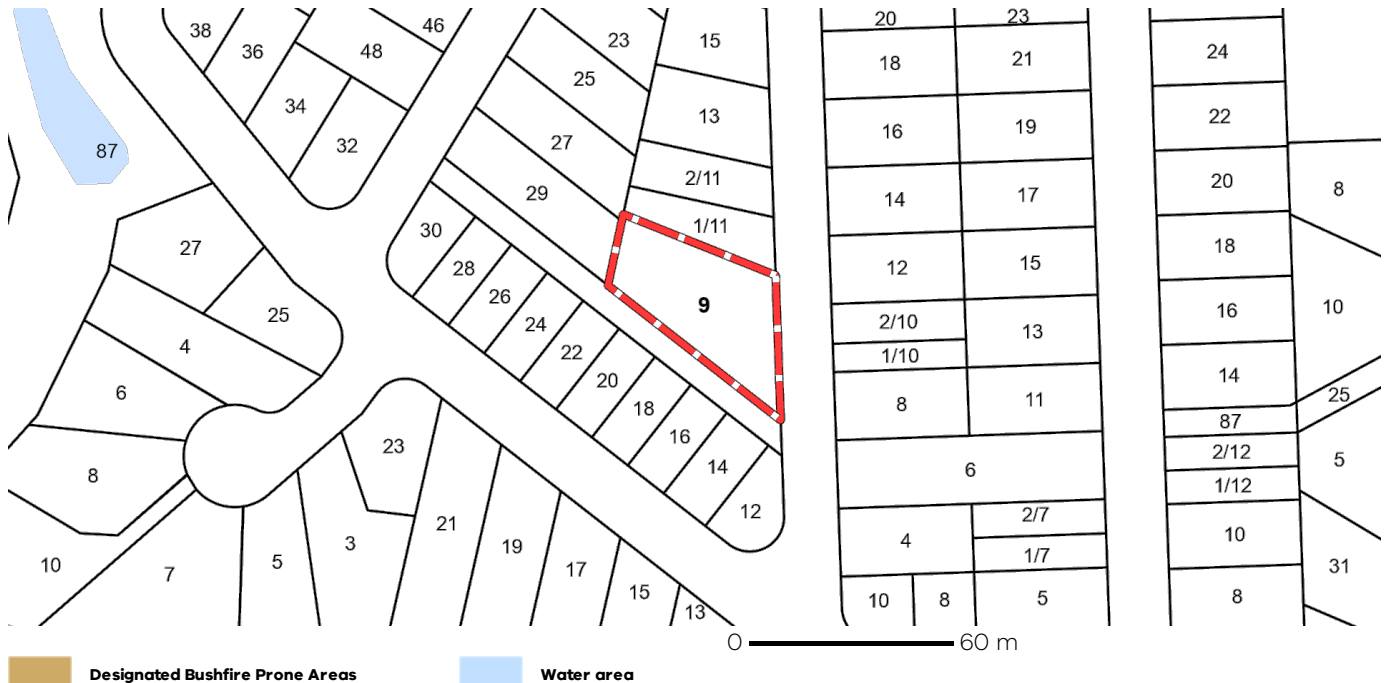 20 23
38 46 23 15
36 48 18 21 24
25
34 13 16 19 22
32 27
87 2/11 20 8
29 14 17
30 1/11
27 18
28 12 15
26 9 16 10
25 24 2/10 13
4 22 1/10
20 14
6 18 8 11 25
16 87
23 14 2/12 5
8 6
12 1/12
21 2/7
3 19 4 10
5 1/7
10 7 17 31
15 10 8 5 8
13
0 60 m
Designated Bushfire Prone Areas Water area